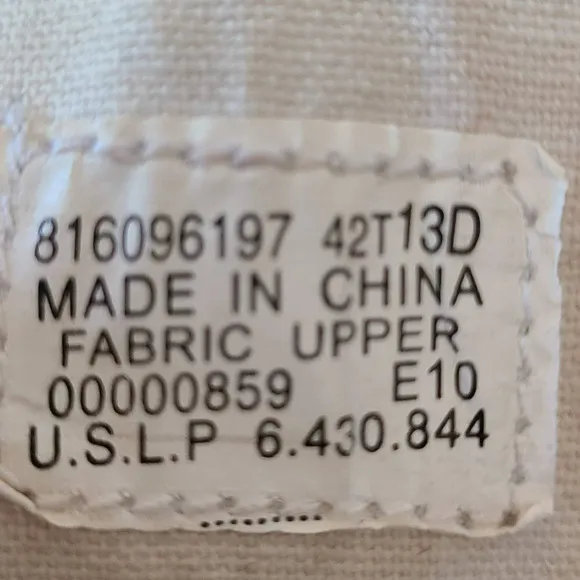 816096197 42T13D
MADE IN CHINA
FABRIC UPPER
00000859 E10
U.S.L.P 6.430.844